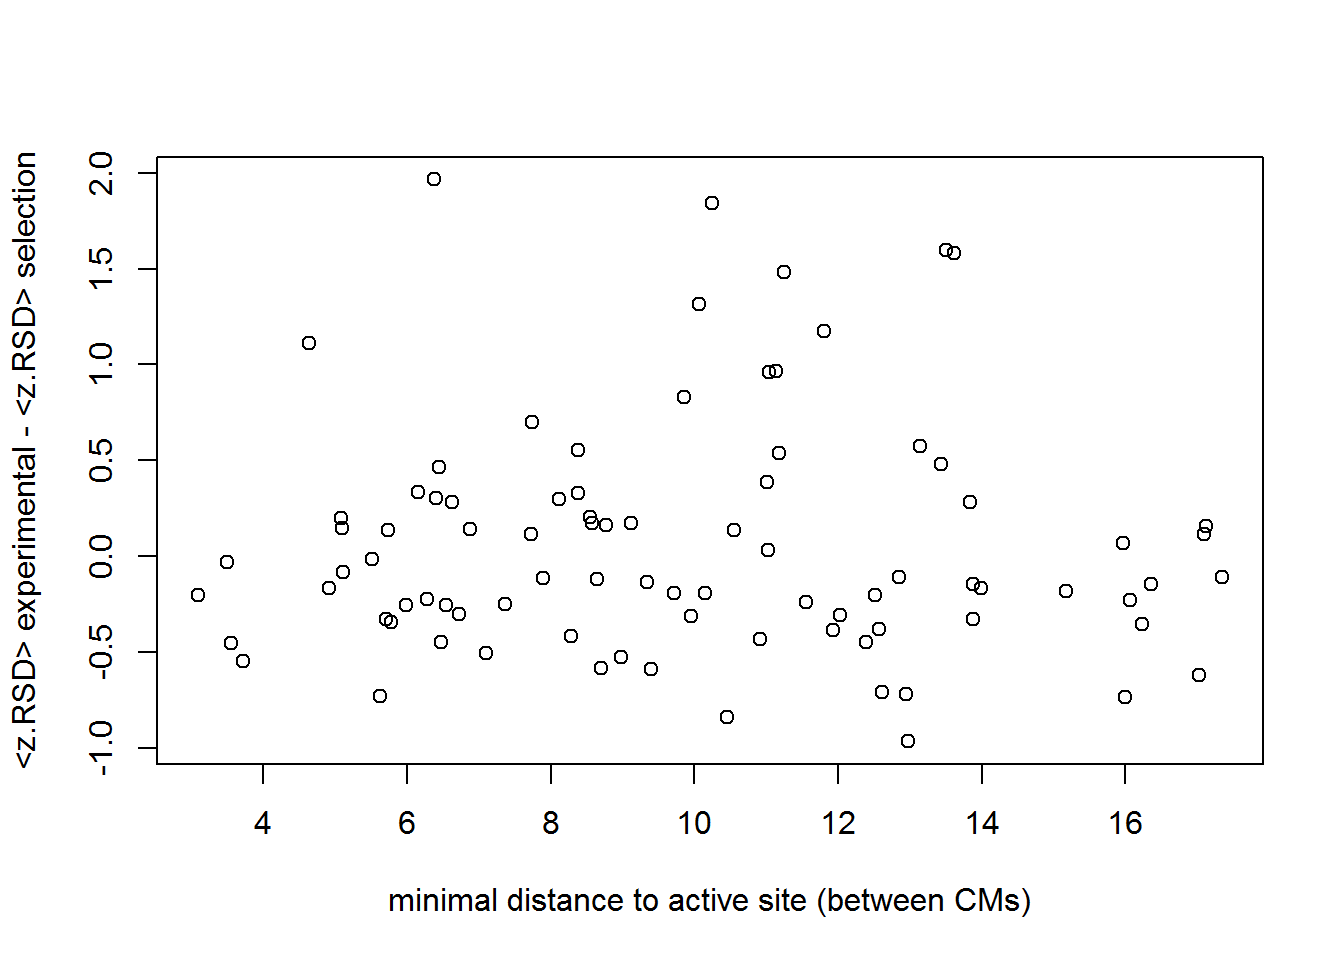 <z.RSD> experimental - <z.RSD> selection
2.0
1.5
1.0
0.5
0.0
-0.5
-1.0
4 6 8 10 12 14 16
minimal distance to active site (between CMs)